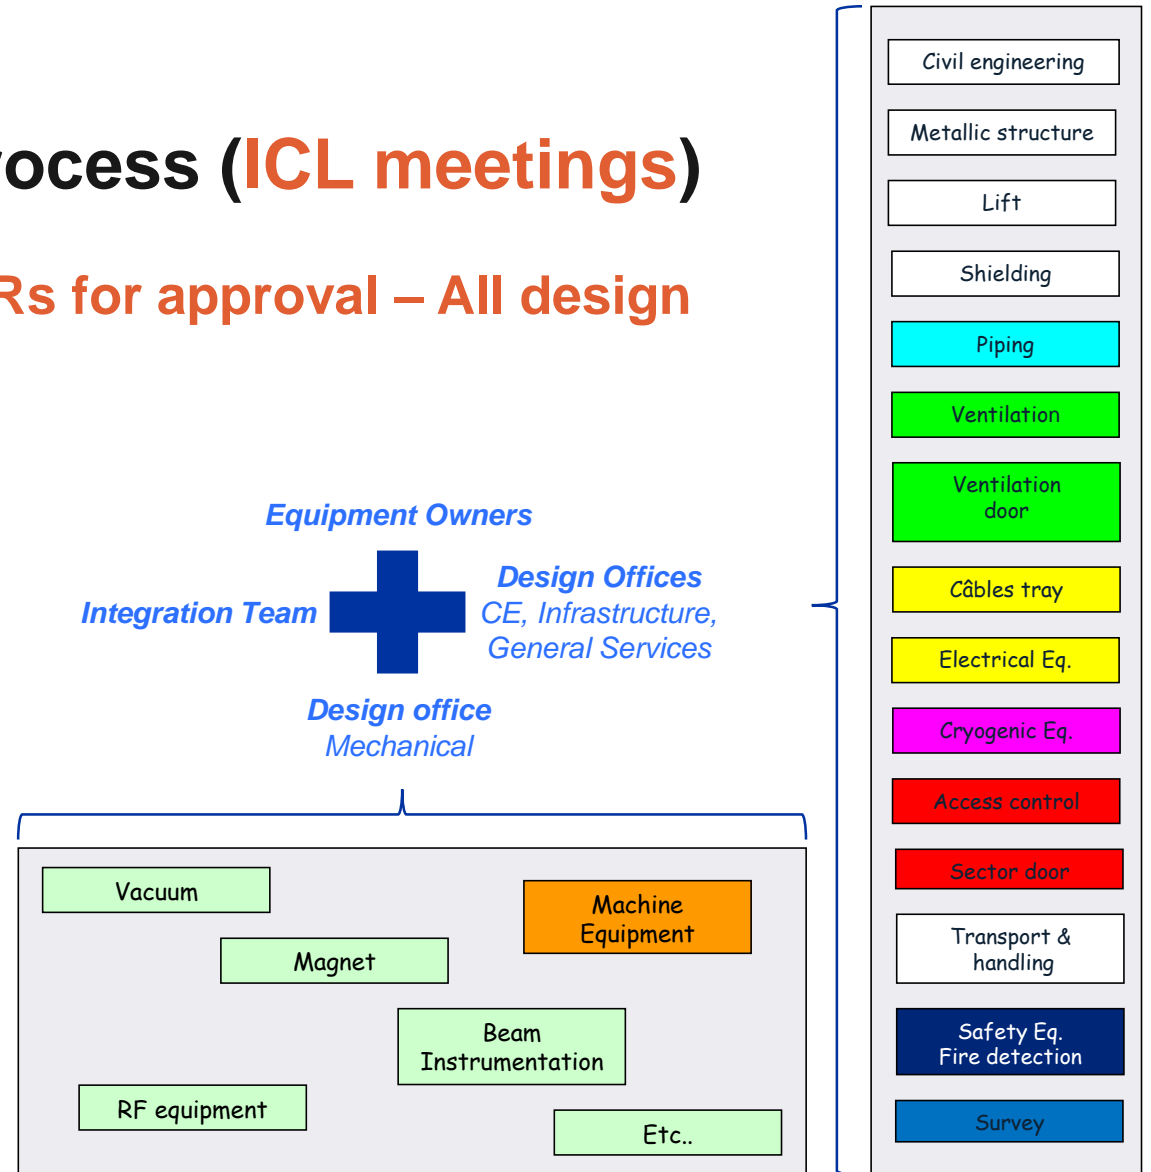 ocess (ICL meetings)
Rs for approval – All design
Equipment Owners
Integration Team
Design Offices
CE, Infrastructure,
General Services
Design office
Mechanical
Vacuum
Machine
Equipment
Magnet
Beam
Instrumentation
RF equipment
Etc..
Civil engineering
Metallic structure
Lift
Shielding
Piping
Ventilation
Ventilation
door
Câbles tray
Electrical Eq.
Cryogenic Eq.
Access control
Sector door
Transport &
handling
Safety Eq.
Fire detection
Survey